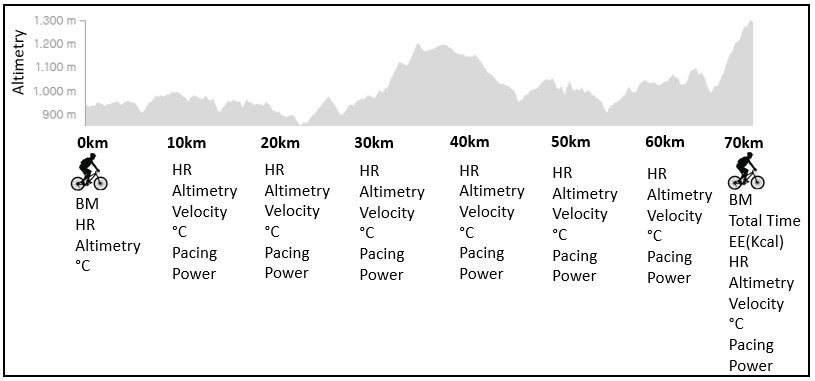 Altimetry
1.300 m
1.200 m
1.100 m
1.000 m
900 m
0km 10km 20km 30km 40km 50km 60km 70km
BM
HR
Altimetry
°C
HR
Altimetry
Velocity
°C
Pacing
Power
HR
Altimetry
Velocity
°C
Pacing
Power
HR
Altimetry
Velocity
°C
Pacing
Power
HR
Altimetry
Velocity
°C
Pacing
Power
HR
Altimetry
Velocity
°C
Pacing
Power
HR
Altimetry
Velocity
°C
Pacing
Power
BM
Total Time
EE(Kcal)
HR
Altimetry
Velocity
°C
Pacing
Power